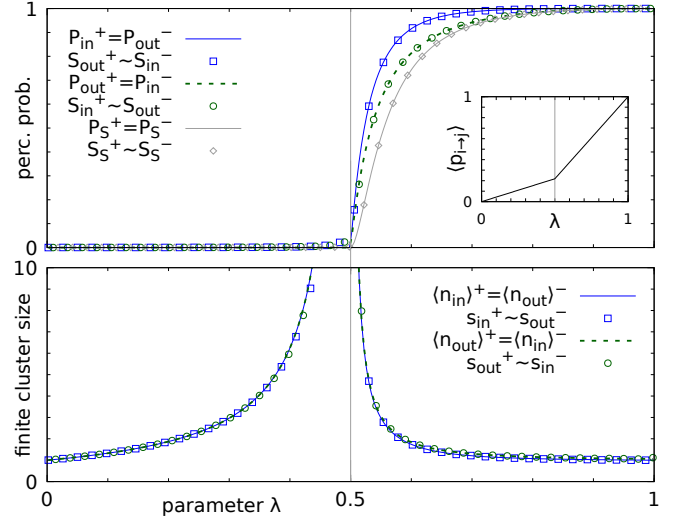 1
perc. prob.
0
P_in^+=P_out^-
S_out^+~S_in^-
P_out^+=P_in^-
S_in^+~S_out^-
P_S^+=P_S^-
S_S^+~S_S^-
1
⟨p_i→j⟩
0
0 λ 1
10
finite cluster size
5
0
⟨n_in⟩^+=⟨n_out⟩^-
s_in^+~s_out^-
⟨n_out⟩^+=⟨n_in⟩^-
s_out^+~s_in^-
0 0.5 1
parameter λ